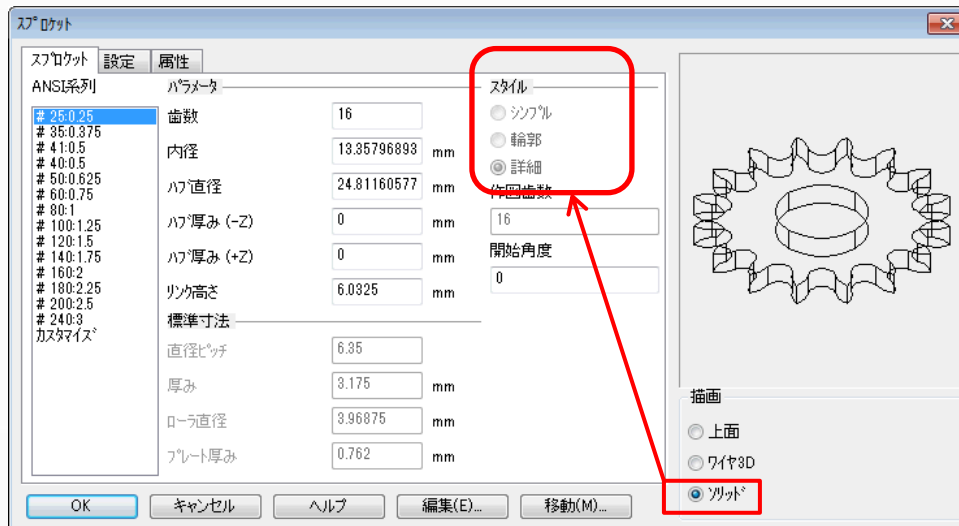 スプロケット
スプロケット 設定 属性
ANSI系列
# 25:0.25
# 35:0.375
# 41:0.5
# 40:0.5
# 50:0.625
# 60:0.75
# 80:1
# 100:1.25
# 120:1.5
# 140:1.75
# 160:2
# 180:2.25
# 200:2.5
# 240:3
カスタマイズ
パラメータ
歯数 16
内径 13.35796893 mm
ハブ直径 24.81160577 mm
ハブ厚み (-Z) 0 mm
ハブ厚み (+Z) 0 mm
リンク高さ 6.0325 mm
標準寸法
直径ピッチ 6.35
厚み 3.175 mm
ローラ直径 3.96875 mm
プレート厚み 0.762 mm
スタイル
シンプル
輪郭
詳細
作図歯数
16
開始角度
0
描画
上面
ワイヤ3D
ソリッド
OK キャンセル ヘルプ 編集(E)... 移動(M)...